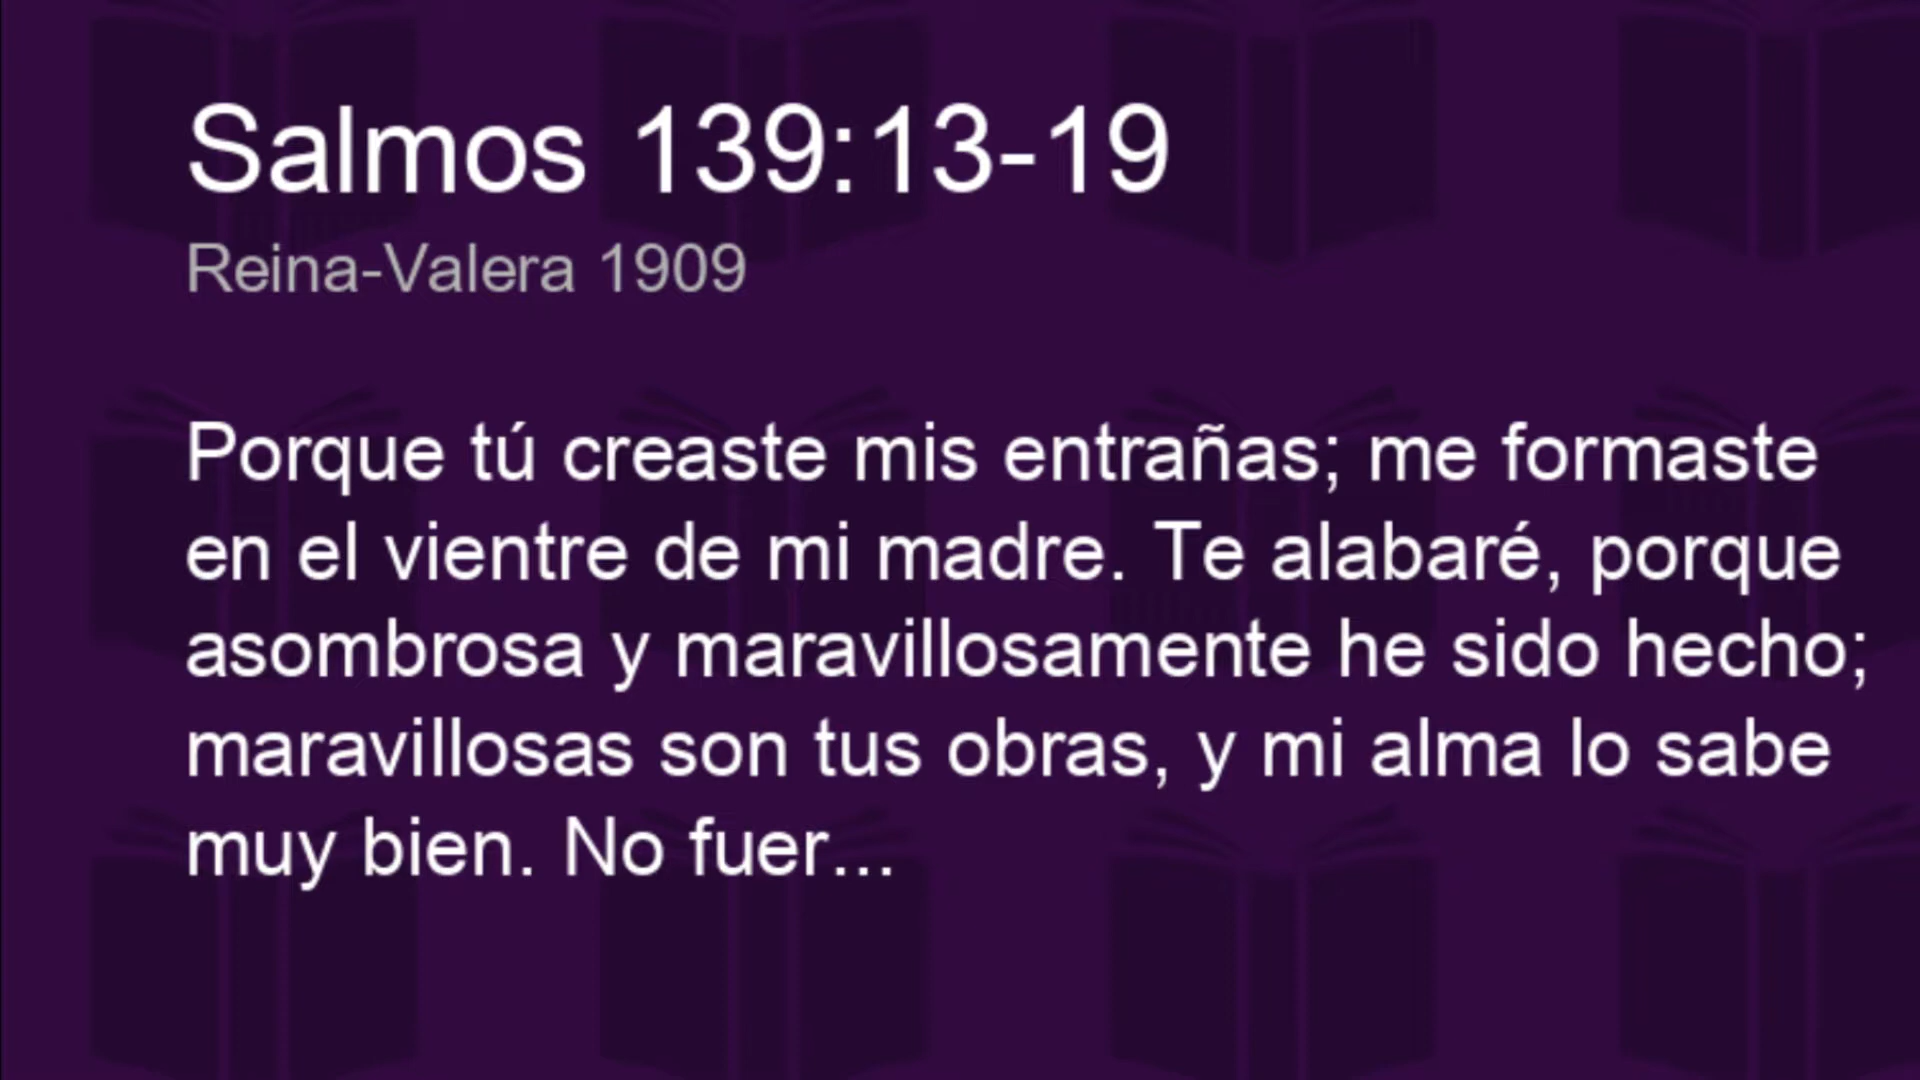 Salmos 139:13-19
Reina-Valera 1909
Porque tú creaste mis entrañas; me formaste
en el vientre de mi madre. Te alabaré, porque
asombrosa y maravillosamente he sido hecho;
maravillosas son tus obras, y mi alma lo sabe
muy bien. No fuer...